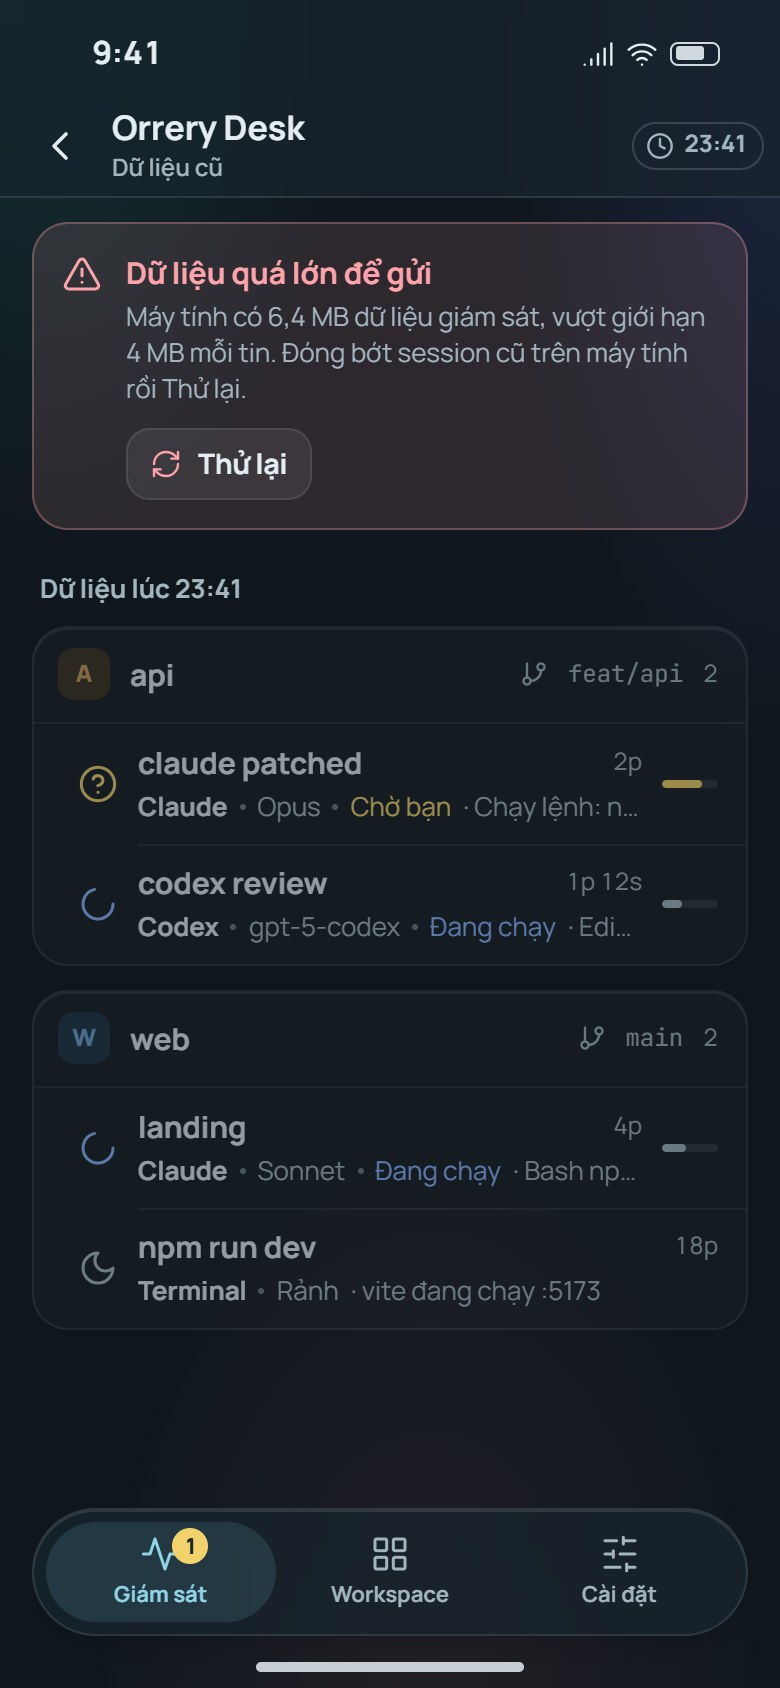 9:41
Orrery Desk
Dữ liệu cũ
23:41
Dữ liệu quá lớn để gửi
Máy tính có 6,4 MB dữ liệu giám sát, vượt giới hạn
4 MB mỗi tin. Đóng bớt session cũ trên máy tính
rồi Thử lại.
Thử lại
Dữ liệu lúc 23:41
A api feat/api 2
claude patched 2p
Claude • Opus • Chờ bạn · Chạy lệnh: n…
codex review 1p 12s
Codex • gpt-5-codex • Đang chạy · Edi…
W web main 2
landing 4p
Claude • Sonnet • Đang chạy · Bash np…
npm run dev 18p
Terminal • Rảnh · vite đang chạy :5173
1
Giám sát Workspace Cài đặt